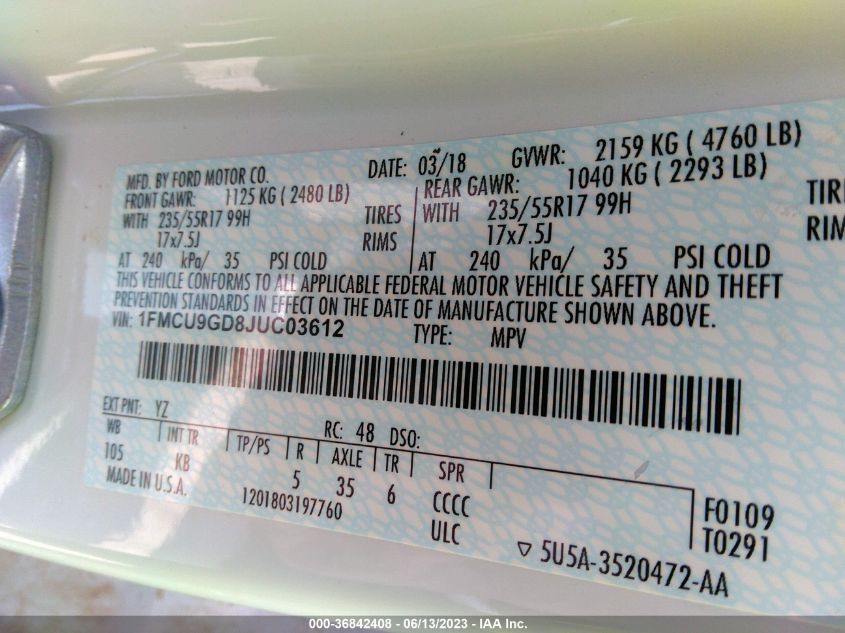 MFD. BY FORD MOTOR CO. DATE: 03/18 GVWR: 2159 KG ( 4760 LB)
FRONT GAWR: 1125 KG ( 2480 LB) REAR GAWR: 1040 KG ( 2293 LB)
WITH 235/55R17 99H TIRES WITH 235/55R17 99H TIRE
17x7.5J RIMS 17x7.5J RIM
AT 240 kPa/ 35 PSI COLD AT 240 kPa/ 35 PSI COLD
THIS VEHICLE CONFORMS TO ALL APPLICABLE FEDERAL MOTOR VEHICLE SAFETY AND THEFT
PREVENTION STANDARDS IN EFFECT ON THE DATE OF MANUFACTURE SHOWN ABOVE.
VIN: 1FMCU9GD8JUC03612 TYPE: MPV
EXT PNT: YZ RC: 48 DSO:
WB INT TR TP/PS R AXLE TR SPR
105 KB 5 35 6 CCCC F0109
MADE IN U.S.A. 1201803197760 ULC T0291
▽ 5U5A-3520472-AA
000-36842408 - 06/13/2023 - IAA Inc.